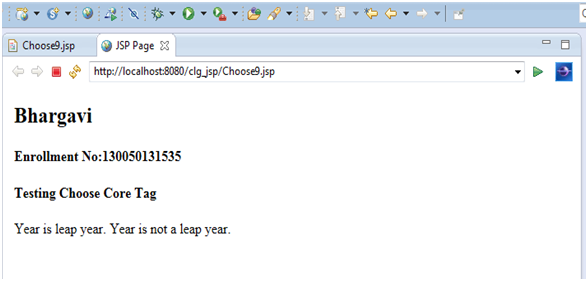 Choose9.jsp JSP Page
http://localhost:8080/clg_jsp/Choose9.jsp
Bhargavi
Enrollment No:130050131535
Testing Choose Core Tag
Year is leap year. Year is not a leap year.